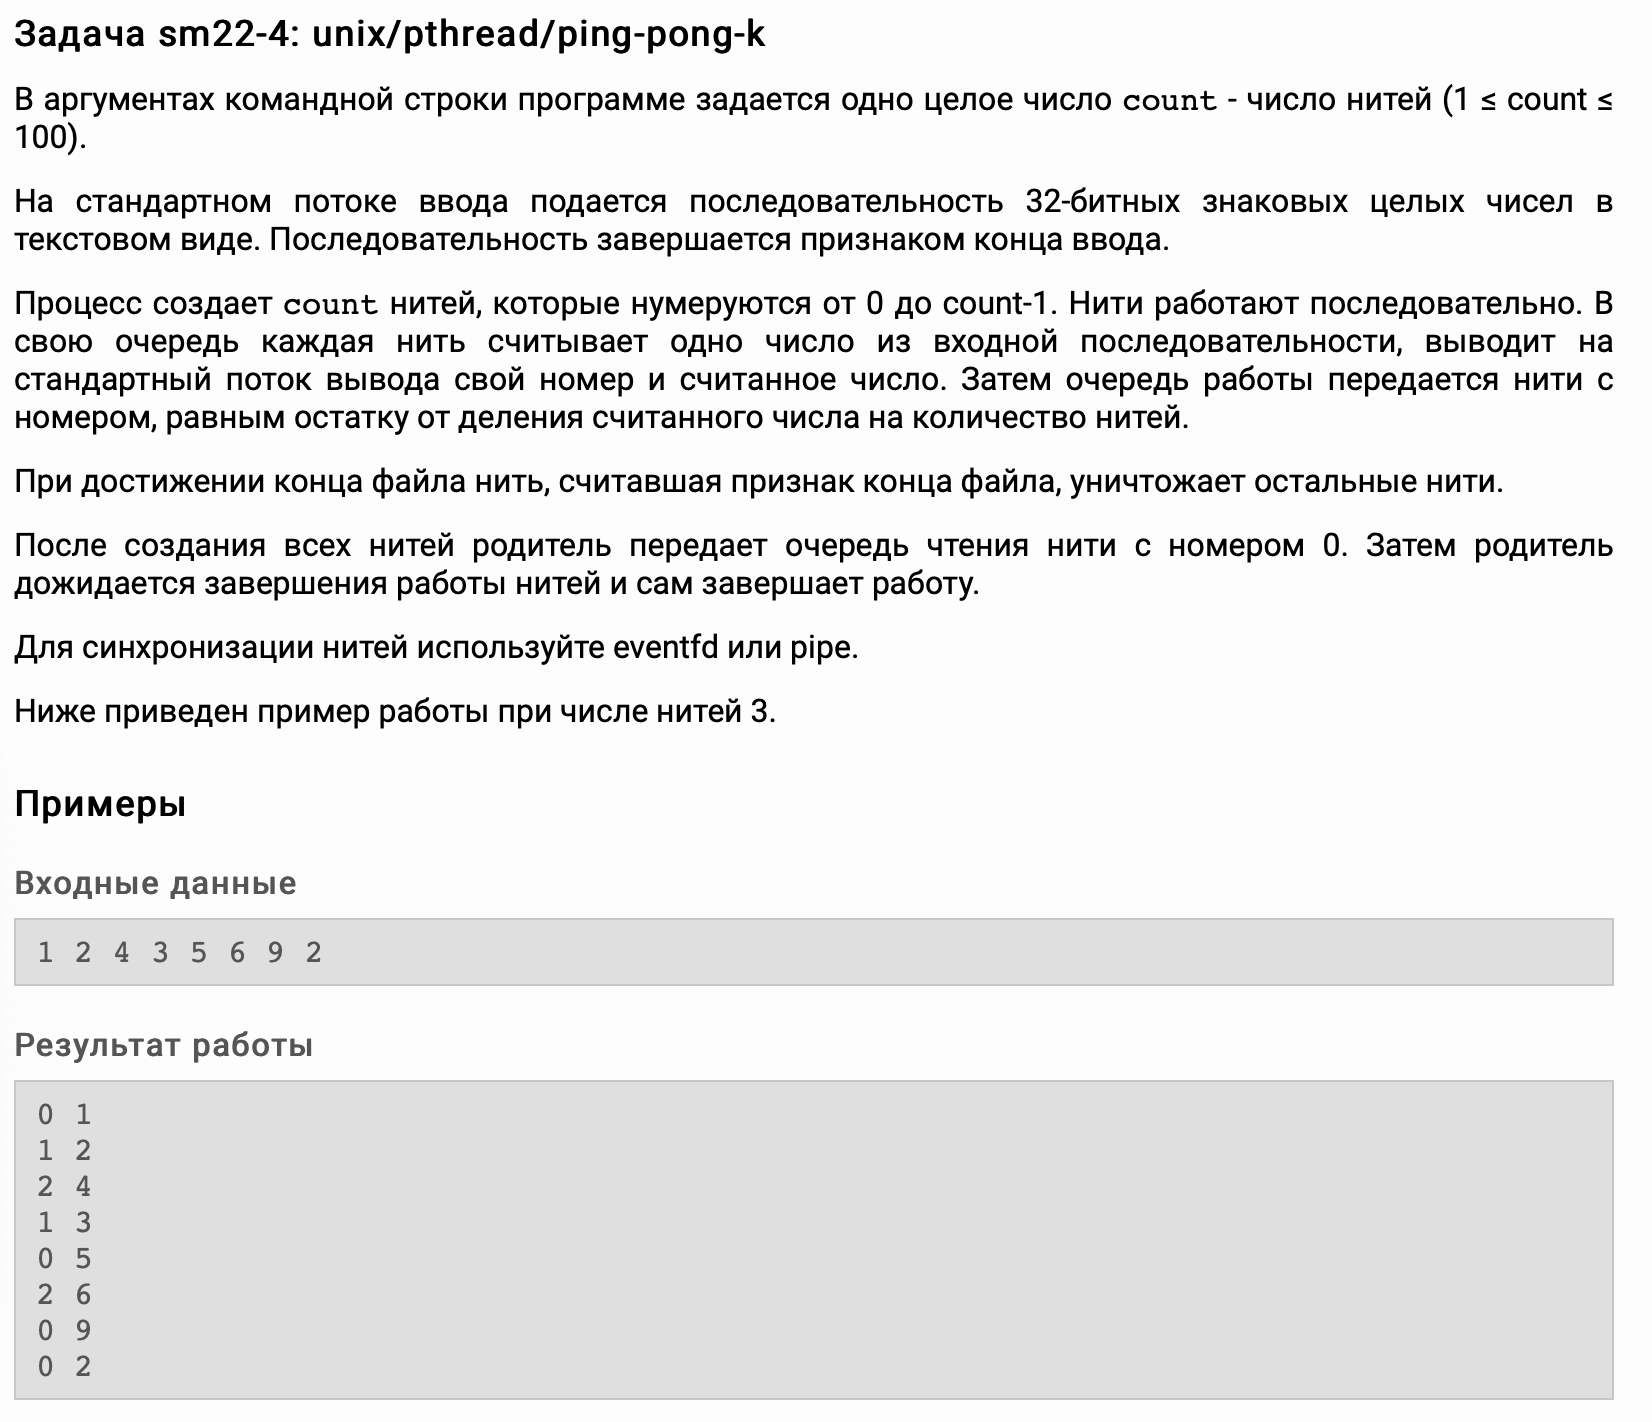 Задача sm22-4: unix/pthread/ping-pong-k
В аргументах командной строки программе задается одно целое число count - число нитей (1 ≤ count ≤
100).
На стандартном потоке ввода подается последовательность 32-битных знаковых целых чисел в
текстовом виде. Последовательность завершается признаком конца ввода.
Процесс создает count нитей, которые нумеруются от 0 до count-1. Нити работают последовательно. В
свою очередь каждая нить считывает одно число из входной последовательности, выводит на
стандартный поток вывода свой номер и считанное число. Затем очередь работы передается нити с
номером, равным остатку от деления считанного числа на количество нитей.
При достижении конца файла нить, считавшая признак конца файла, уничтожает остальные нити.
После создания всех нитей родитель передает очередь чтения нити с номером 0. Затем родитель
дожидается завершения работы нитей и сам завершает работу.
Для синхронизации нитей используйте eventfd или pipe.
Ниже приведен пример работы при числе нитей 3.
Примеры
Входные данные
1 2 4 3 5 6 9 2
Результат работы
0 1
1 2
2 4
1 3
0 5
2 6
0 9
0 2